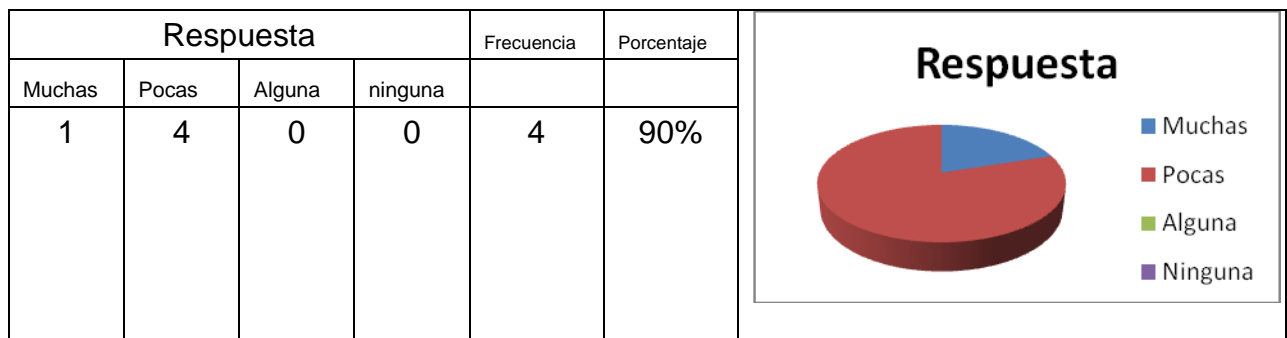 Respuesta Frecuencia Porcentaje
Muchas Pocas Alguna ninguna
1 4 0 0 4 90%
Respuesta
Muchas
Pocas
Alguna
Ninguna